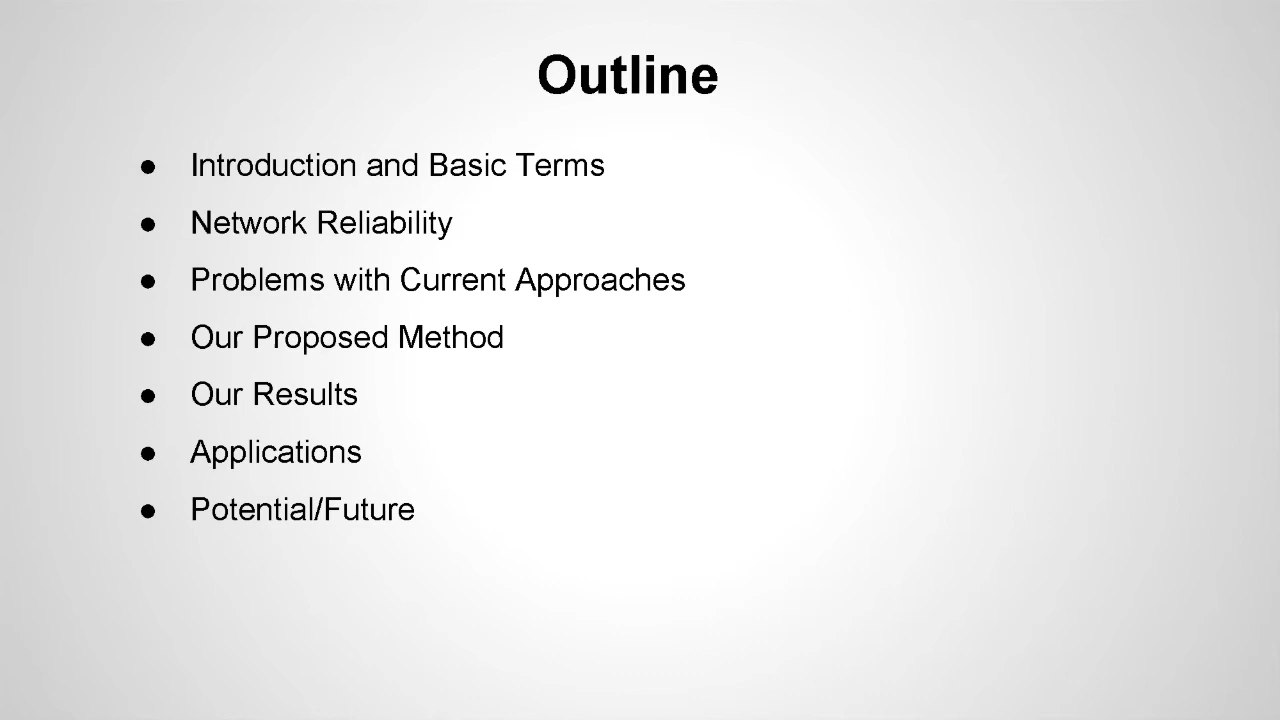 Outline
● Introduction and Basic Terms
● Network Reliability
● Problems with Current Approaches
● Our Proposed Method
● Our Results
● Applications
● Potential/Future